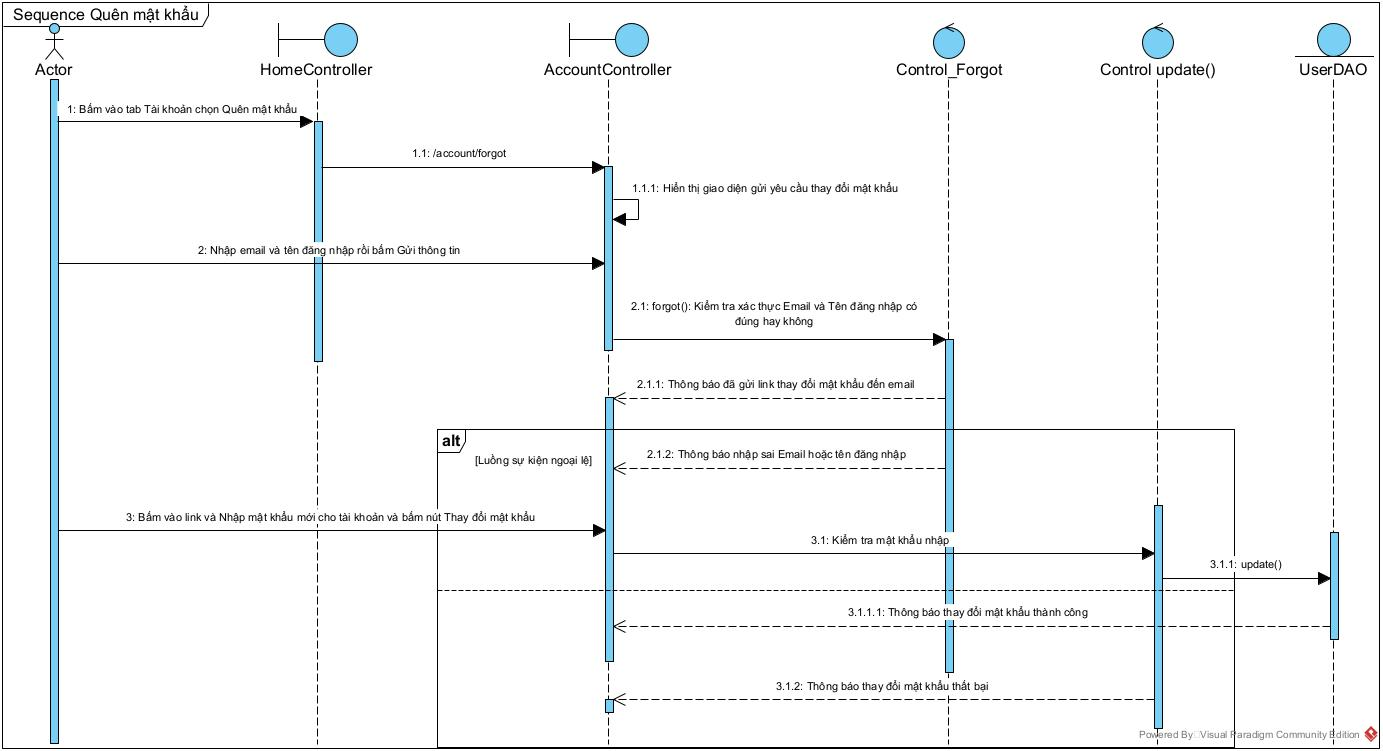 Sequence Quên mật khẩu
Actor
HomeController
AccountController
Control_Forgot
Control update()
UserDAO
1: Bấm vào tab Tài khoản chọn Quên mật khẩu
1.1: /account/forgot
1.1.1: Hiển thị giao diện gửi yêu cầu thay đổi mật khẩu
2: Nhập email và tên đăng nhập rồi bấm Gửi thông tin
2.1: forgot(): Kiểm tra xác thực Email và Tên đăng nhập có
đúng hay không
2.1.1: Thông báo đã gửi link thay đổi mật khẩu đến email
alt
[Luồng sự kiện ngoại lệ]
2.1.2: Thông báo nhập sai Email hoặc tên đăng nhập
3: Bấm vào link và Nhập mật khẩu mới cho tài khoản và bấm nút Thay đổi mật khẩu
3.1: Kiểm tra mật khẩu nhập
3.1.1: update()
3.1.1.1: Thông báo thay đổi mật khẩu thành công
3.1.2: Thông báo thay đổi mật khẩu thất bại
Powered By Visual Paradigm Community Edition